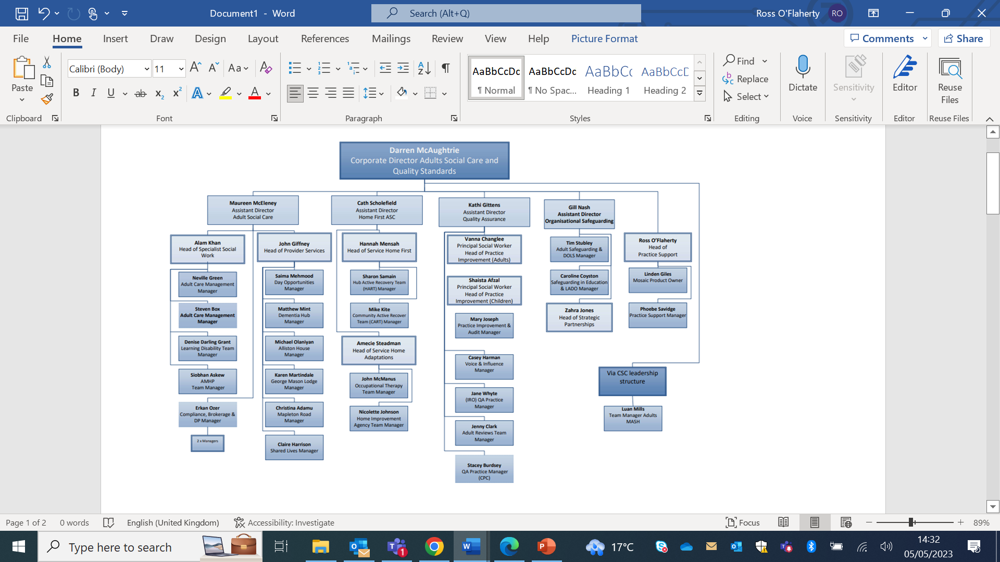 Document1 - Word
Search (Alt+Q)
Ross O'Flaherty
RO
File
Home
Insert
Draw
Design
Layout
References
Mailings
Review
View
Help
Picture Format
Comments
Share
Paste
Clipboard
Calibri (Body)
11
Aa
B I U ab x₂ x² A A
Font
Paragraph
AaBbCcDc
¶ Normal
AaBbCcDc
¶ No Spac...
AaBbC
Heading 1
AaBbCcD
Heading 2
Styles
Find
Replace
Select
Editing
Dictate
Voice
Sensitivity
Sensitivity
Editor
Editor
Reuse
Files
Reuse Files
Darren McAughtrie
Corporate Director Adults Social Care and
Quality Standards
Maureen McEleney
Assistant Director
Adult Social Care
Cath Scholefield
Assistant Director
Home First ASC
Kathi Gittens
Assistant Director
Quality Assurance
Gill Nash
Assistant Director
Organisational Safeguarding
Alam Khan
Head of Specialist Social
Work
John Giffney
Head of Provider Services
Hannah Mensah
Head of Service Home First
Vanna Changlee
Principal Social Worker
Head of Practice
Improvement (Adults)
Tim Stubley
Adult Safeguarding &
DOLS Manager
Ross O'Flaherty
Head of
Practice Support
Neville Green
Adult Care Management
Manager
Saima Mehmood
Day Opportunities
Manager
Sharon Samain
Hub Active Recovery Team
(HART) Manager
Shaista Afzal
Principal Social Worker
Head of Practice
Improvement (Children)
Caroline Coyston
Safeguarding in Education
& LADO Manager
Linden Giles
Mosaic Product Owner
Steven Box
Adult Care Management
Manager
Matthew Mint
Dementia Hub
Manager
Mike Kite
Community Active Recover
Team (CART) Manager
Mary Joseph
Practice Improvement &
Audit Manager
Zahra Jones
Head of Strategic
Partnerships
Phoebe Savidge
Practice Support Manager
Denise Darling Grant
Learning Disability Team
Manager
Michael Olaniyan
Alliston House
Manager
Amecie Steadman
Head of Service Home
Adaptations
Casey Harman
Voice & Influence
Manager
Siobhan Askew
AMHP
Team Manager
Karen Martindale
George Mason Lodge
Manager
John McManus
Occupational Therapy
Team Manager
Jane Whyte
(IRO) QA Practice
Manager
Via CSC leadership
structure
Erkan Ozer
Compliance, Brokerage &
DP Manager
Christina Adamu
Mapleton Road
Manager
Nicolette Johnson
Home Improvement
Agency Team Manager
Jenny Clark
Adult Reviews Team
Manager
Luan Mills
Team Manager Adults
MASH
2 x Managers
Claire Harrison
Shared Lives Manager
Stacey Burdsey
QA Practice Manager
(CPC)
Page 1 of 2
0 words
English (United Kingdom)
Accessibility: Investigate
Focus
89%
Type here to search
1
17°C
14:32
05/05/2023